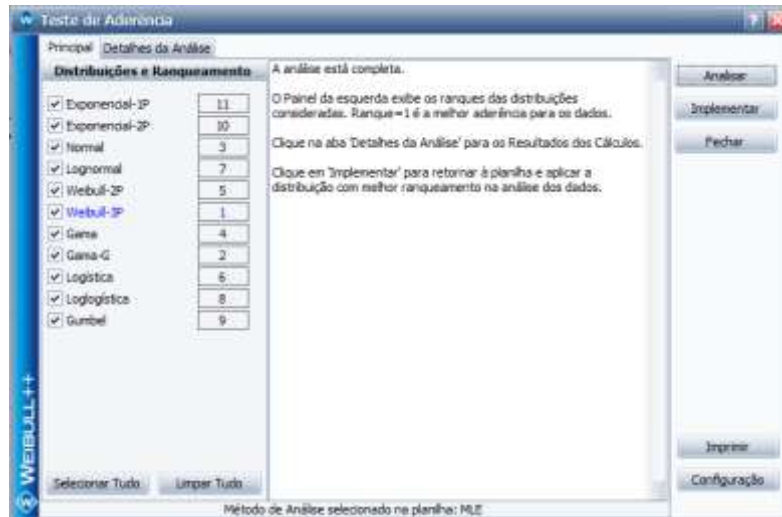 Teste de Aderência
Principal
Detalhes da Análise
Distribuições e Ranqueamento
Exponencial-1P 11
Exponencial-2P 10
Normal 3
Lognormal 7
Weibull-2P 5
Weibull-3P 1
Gama 4
Gama-G 2
Logística 6
Loglogística 8
Gumbel 9
Selecionar Tudo
Limpar Tudo
A análise está completa.
O Painel da esquerda exibe os ranques das distribuições
consideradas. Ranque=1 é a melhor aderência para os dados.
Clique na aba 'Detalhes da Análise' para os Resultados dos Cálculos.
Clique em 'Implementar' para retornar à planilha e aplicar a
distribuição com melhor ranqueamento na análise dos dados.
Analisar
Implementar
Fechar
Imprimir
Configuração
Método de Análise selecionado na planilha: MLE
WEIBULL++